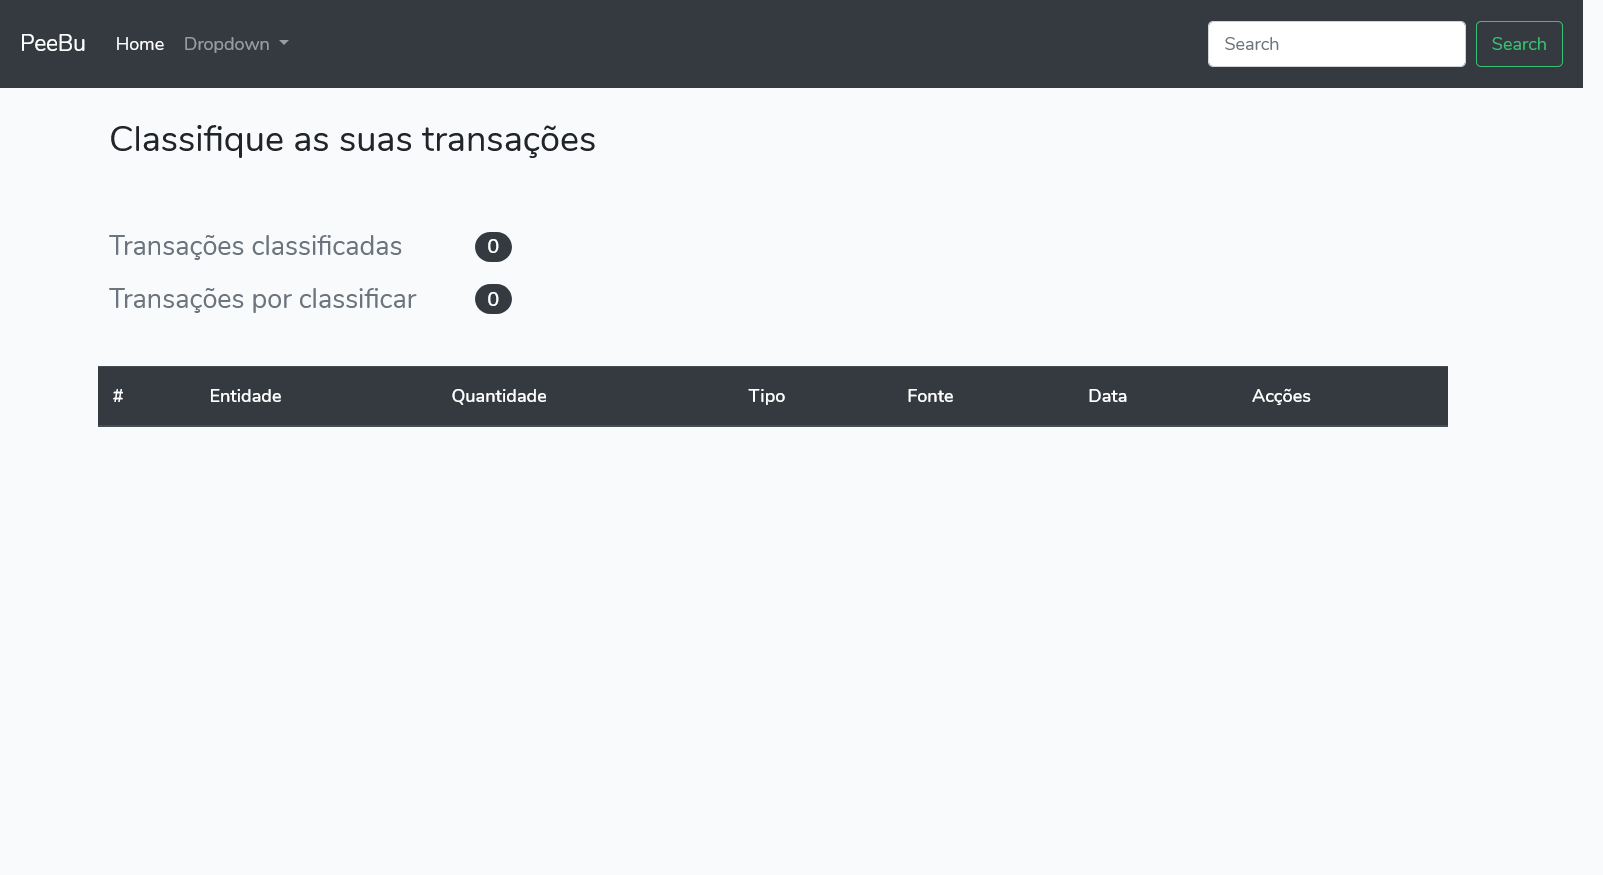 PeeBu Home Dropdown Search Search
Classifique as suas transações
Transações classificadas 0
Transações por classificar 0
# Entidade Quantidade Tipo Fonte Data Acções